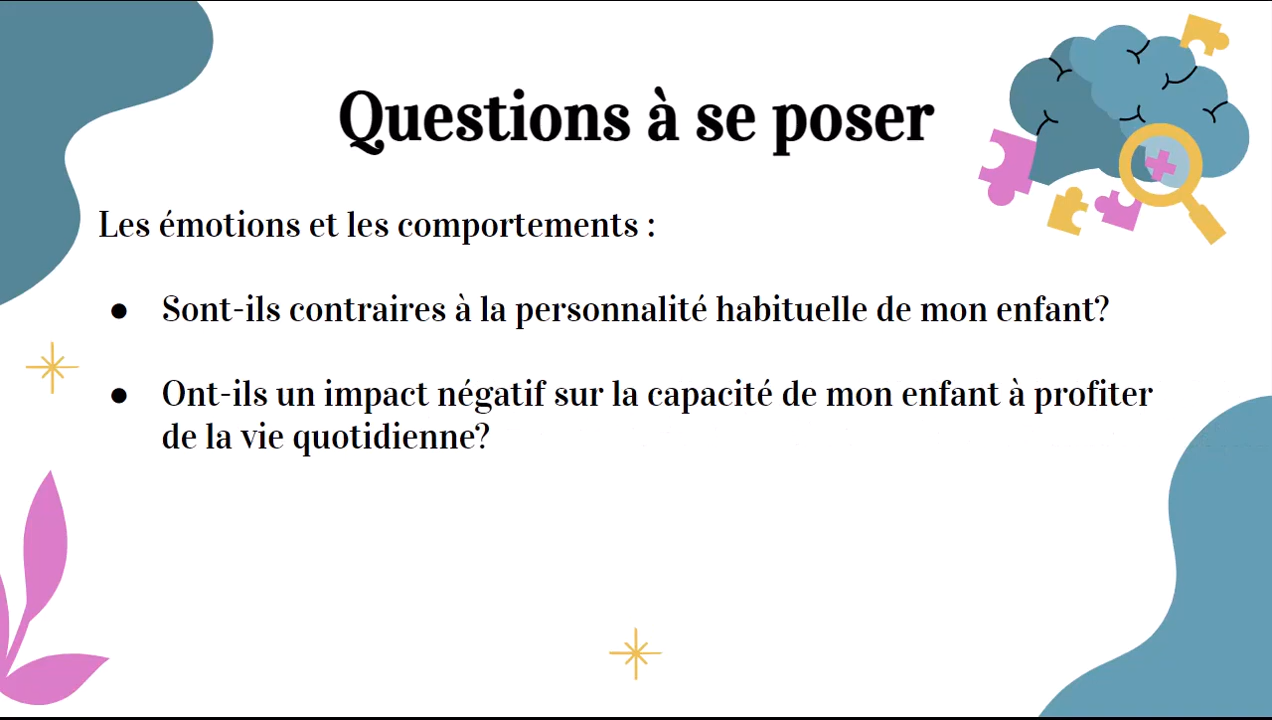 Questions à se poser
Les émotions et les comportements :
● Sont-ils contraires à la personnalité habituelle de mon enfant?
● Ont-ils un impact négatif sur la capacité de mon enfant à profiter
de la vie quotidienne?